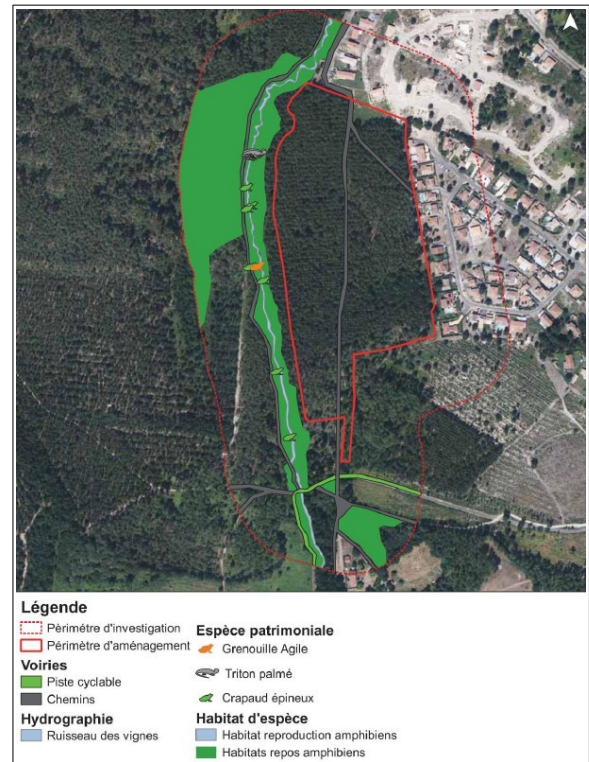 Légende
Périmétre d'investigation
Périmètre d'aménagement
Voiries
Piste cyclable
Chemins
Hydrographie
Ruisseau des vignes
Espèce patrimoniale
Grenouille Agile
Triton palmé
Crapaud épineux
Habitat d'espèce
Habitat reproduction amphibiens
Habitats repos amphibiens